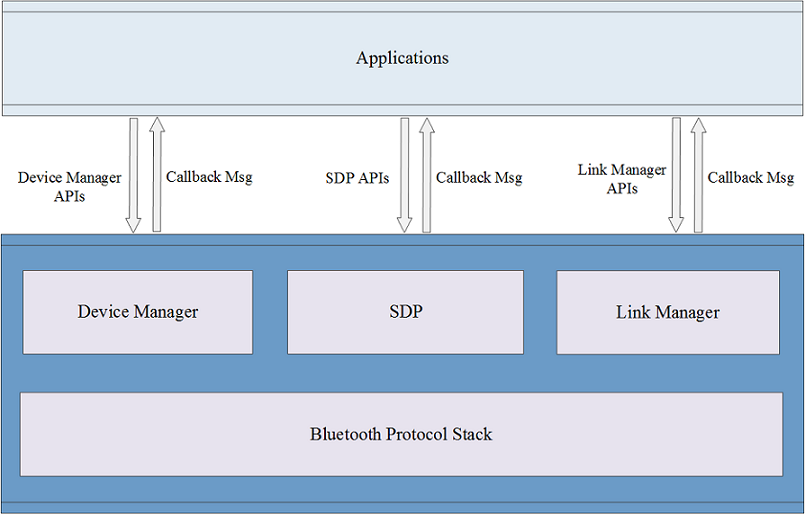 Applications
Device Manager
APIs
Callback Msg
SDP APIs
Callback Msg
Link Manager
APIs
Callback Msg
Device Manager
SDP
Link Manager
Bluetooth Protocol Stack